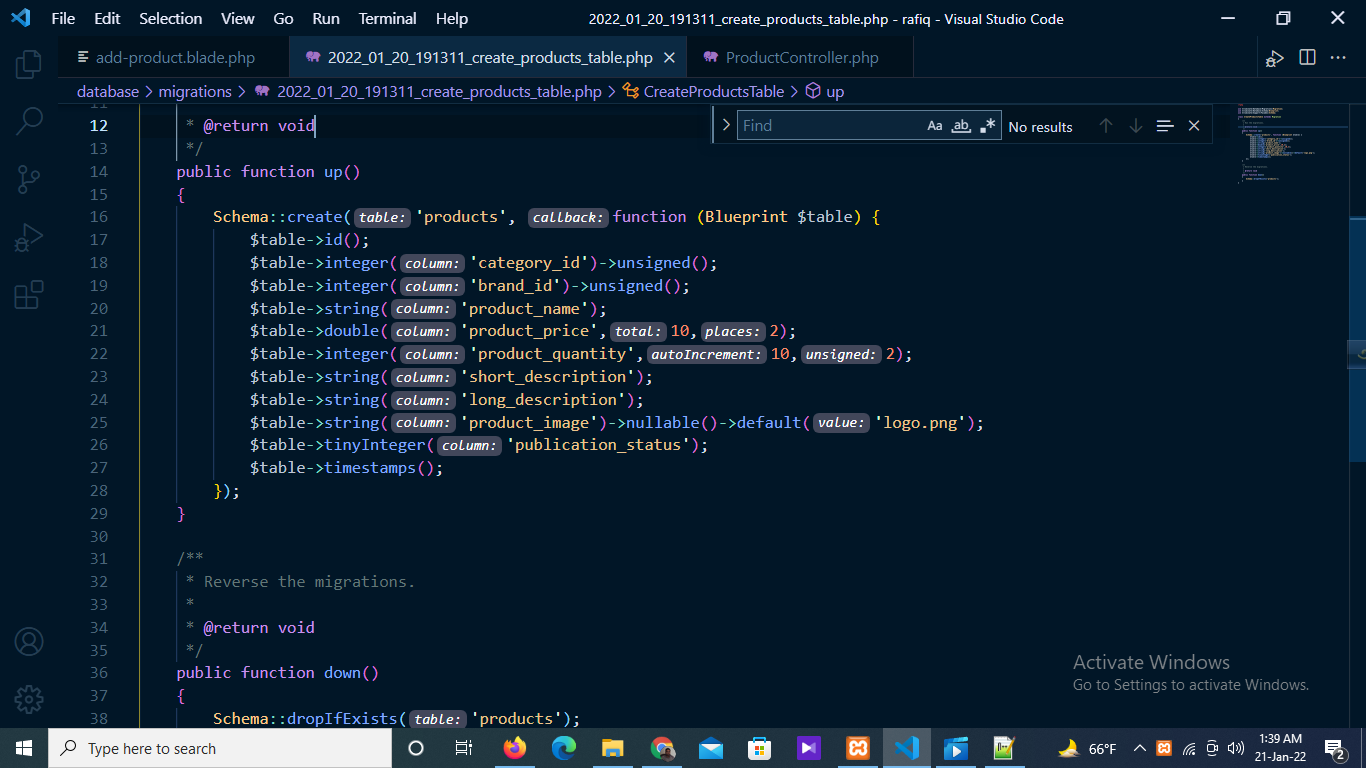 File Edit Selection View Go Run Terminal Help 2022_01_20_191311_create_products_table.php - rafiq - Visual Studio Code
add-product.blade.php 2022_01_20_191311_create_products_table.php ProductController.php
database > migrations > 2022_01_20_191311_create_products_table.php > CreateProductsTable > up
Find Aa ab .* No results
11
12 * @return void
13 */
14 public function up()
15 {
16 Schema::create(table: 'products', callback: function (Blueprint $table) {
17 $table->id();
18 $table->integer(column: 'category_id')->unsigned();
19 $table->integer(column: 'brand_id')->unsigned();
20 $table->string(column: 'product_name');
21 $table->double(column: 'product_price',total: 10,places: 2);
22 $table->integer(column: 'product_quantity',autoIncrement: 10,unsigned: 2);
23 $table->string(column: 'short_description');
24 $table->string(column: 'long_description');
25 $table->string(column: 'product_image')->nullable()->default(value: 'logo.png');
26 $table->tinyInteger(column: 'publication_status');
27 $table->timestamps();
28 });
29 }
30
31 /**
32 * Reverse the migrations.
33 *
34 * @return void
35 */
36 public function down()
37 {
38 Schema::dropIfExists(table: 'products');
Activate Windows
Go to Settings to activate Windows.
Type here to search
66°F
1:39 AM
21-Jan-22
2